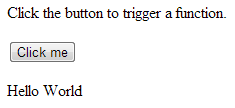 Click the button to trigger a function.
Click me
Hello World